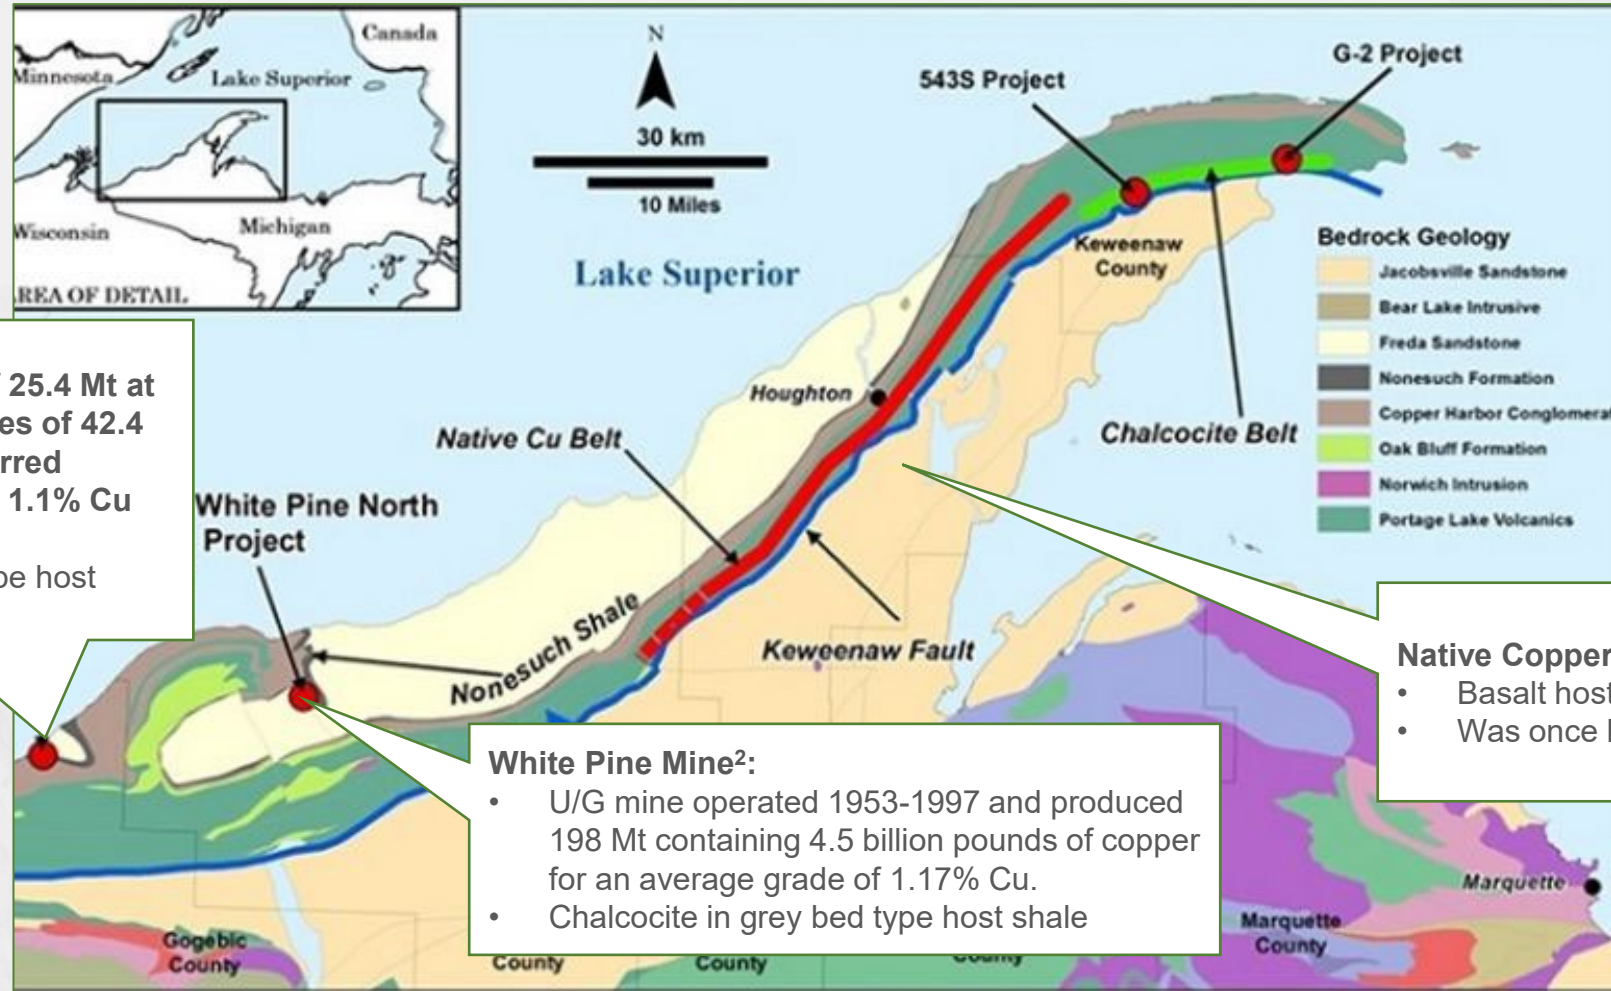 Canada
Minnesota
Lake Superior
Wisconsin
Michigan
REA OF DETAIL
N
30 km
10 Miles
Lake Superior
543S Project
G-2 Project
Keweenaw
County
Bedrock Geology
Jacobsville Sandstone
Bear Lake Intrusive
Freda Sandstone
Nonesuch Formation
Copper Harbor Conglomerat
Oak Bluff Formation
Norwich Intrusion
Portage Lake Volcanics
25.4 Mt at
es of 42.4
rred
1.1% Cu
pe host
Houghton
Native Cu Belt
Chalcocite Belt
White Pine North
Project
Nonesuch Shale
Keweenaw Fault
Native Copper
• Basalt host
• Was once
White Pine Mine²:
• U/G mine operated 1953-1997 and produced
198 Mt containing 4.5 billion pounds of copper
for an average grade of 1.17% Cu.
• Chalcocite in grey bed type host shale
Marquette
Marquette
County
Gogebic
County
County
County
County